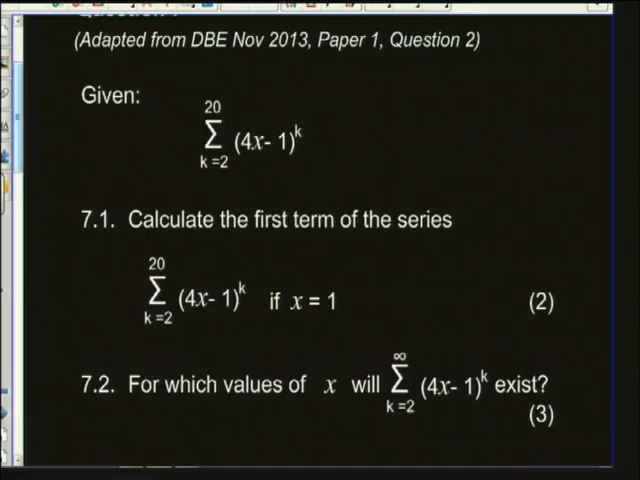 (Adapted from DBE Nov 2013, Paper 1, Question 2)
Given:
20
Σ (4x- 1)^k
k =2
7.1. Calculate the first term of the series
20
Σ (4x- 1)^k if x = 1 (2)
k =2
7.2. For which values of x will ∞ Σ k =2 (4x- 1)^k exist?
(3)